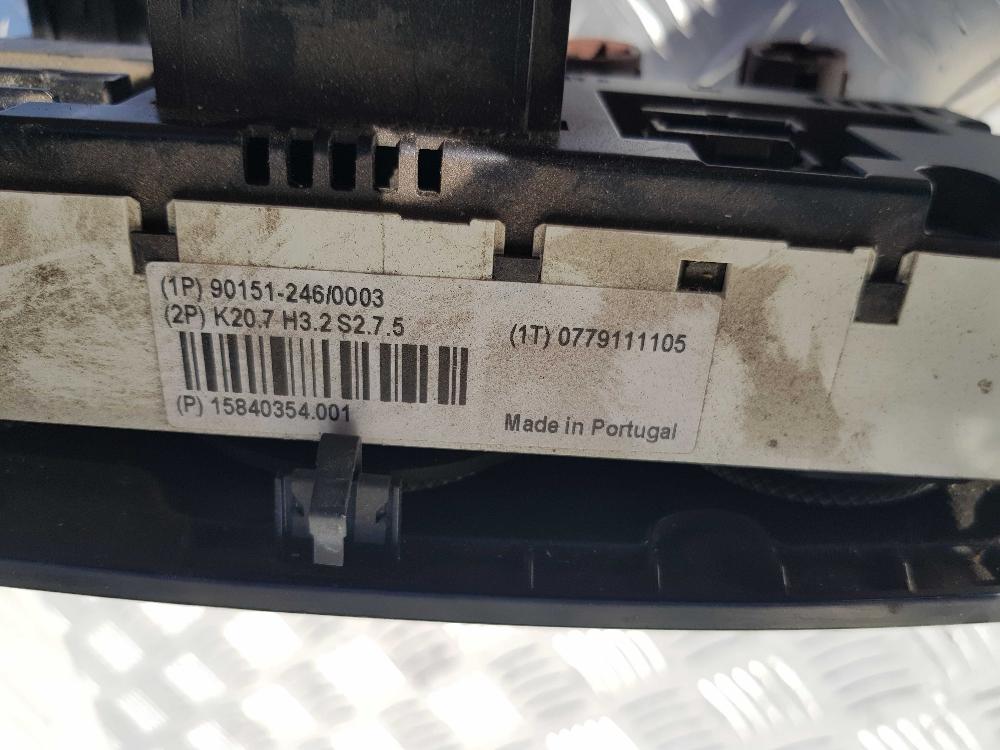 (1P) 90151-246/0003
(2P) K20.7 H3.2 S2.7.5
(1T) 0779111105
(P) 15840354.001
Made in Portugal